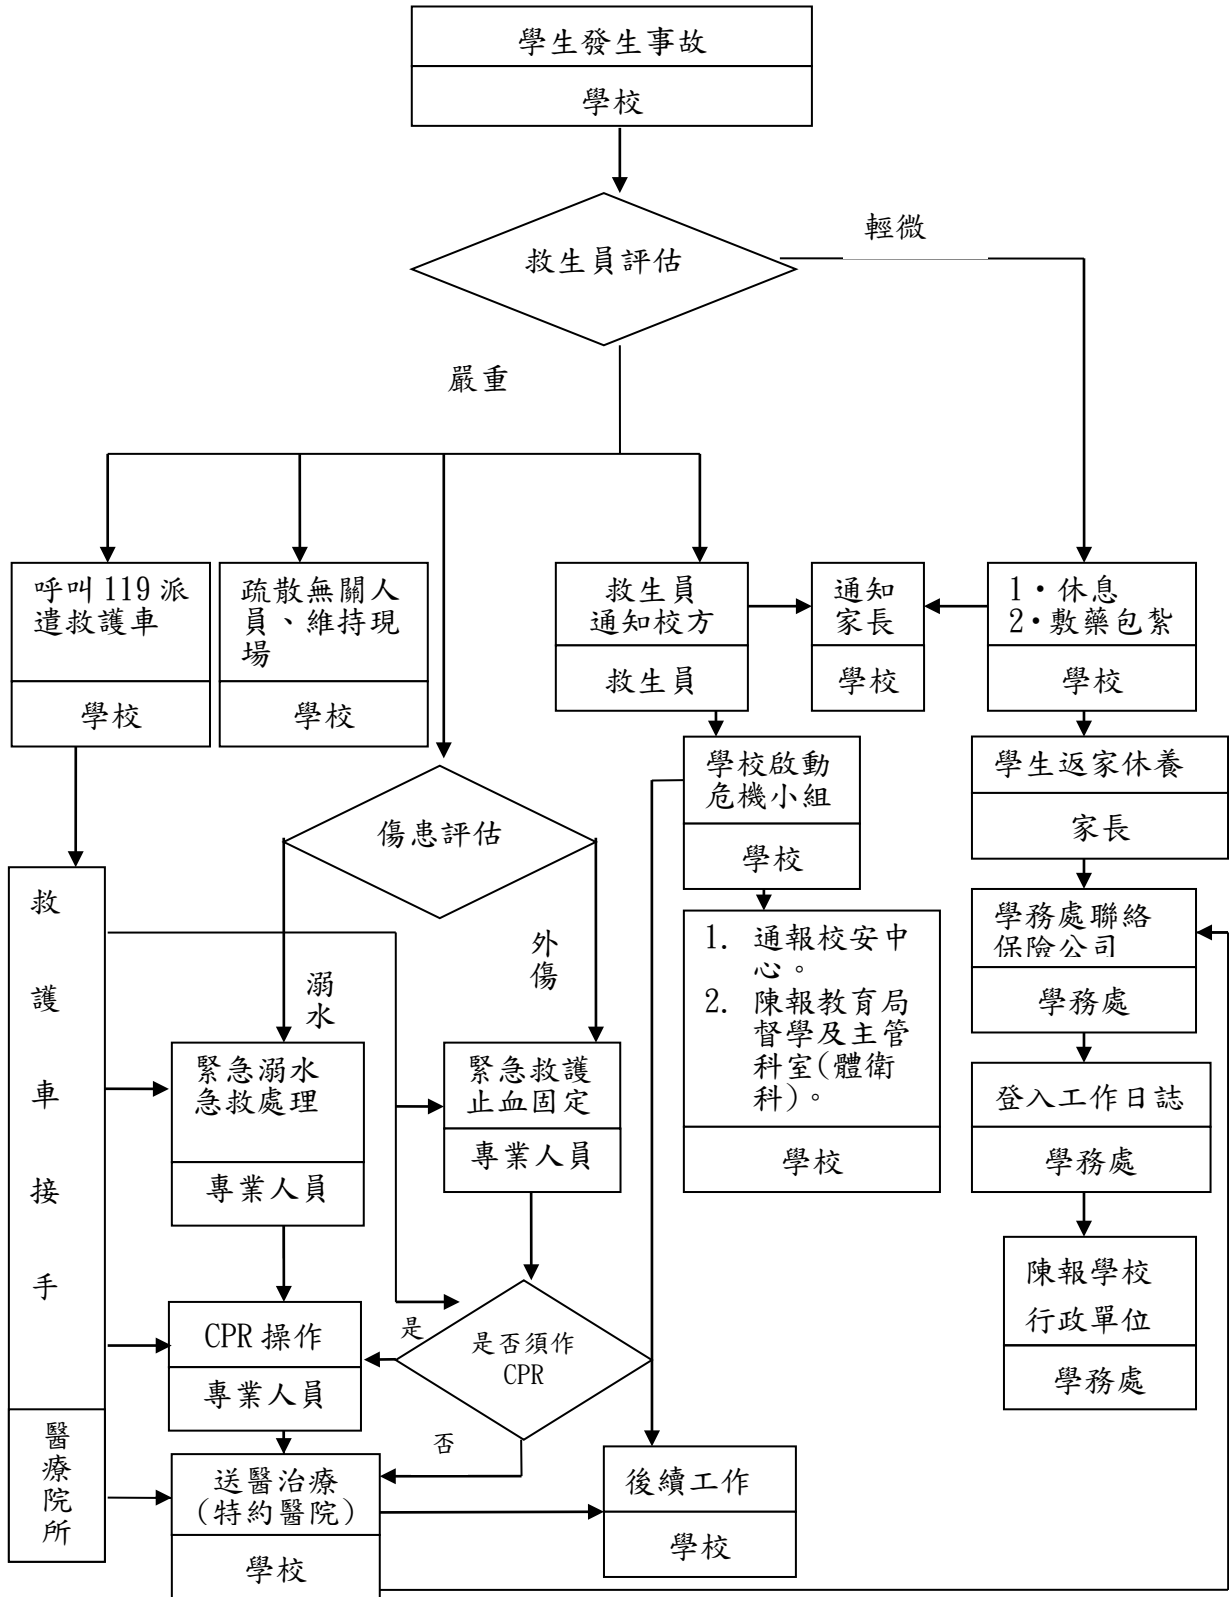 學生發生事故
學校
救生員評估
輕微
嚴重
呼叫119派
遣救護車
學校
疏散無關人
員、維持現
場
學校
救生員
通知校方
救生員
通知
家長
學校
1‧休息
2‧敷藥包紮
學校
學校啟動
危機小組
學校
學生返家休養
家長
傷患評估
溺水
外傷
救護車接手
醫療院所
1. 通報校安中
心。
2. 陳報教育局
督學及主管
科室(體衛
科)。
學校
學務處聯絡
保險公司
學務處
緊急溺水
急救處理
專業人員
緊急救護
止血固定
專業人員
登入工作日誌
學務處
CPR操作
專業人員
是
是否須作
CPR
否
陳報學校
行政單位
學務處
送醫治療
(特約醫院)
學校
後續工作
學校